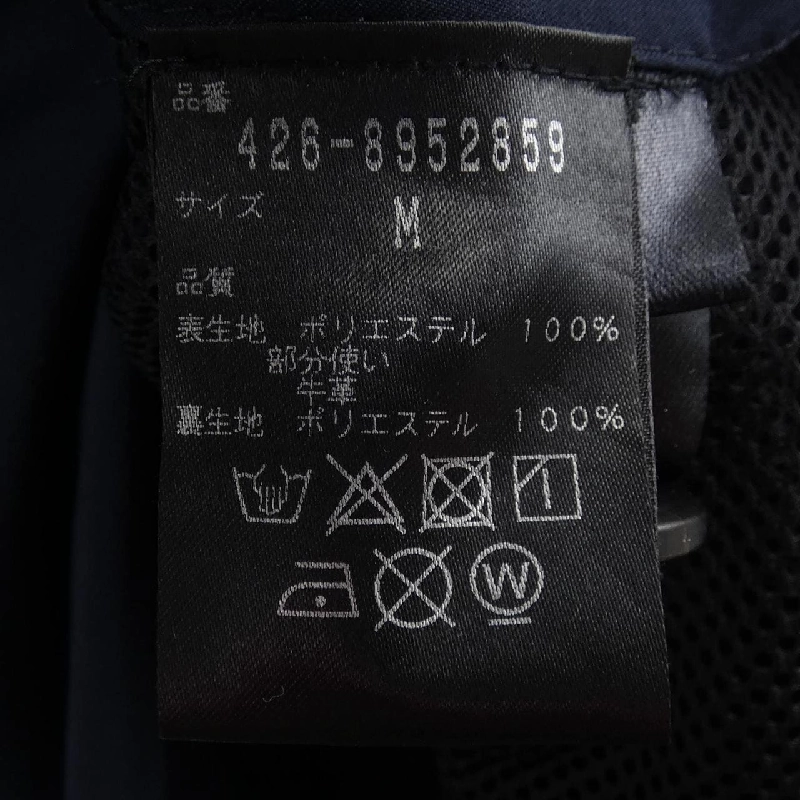 品番
426-8952859
サイズ
M
品質
表生地 ポリエステル 100%
部分使い
牛革
裏生地 ポリエステル 100%
W